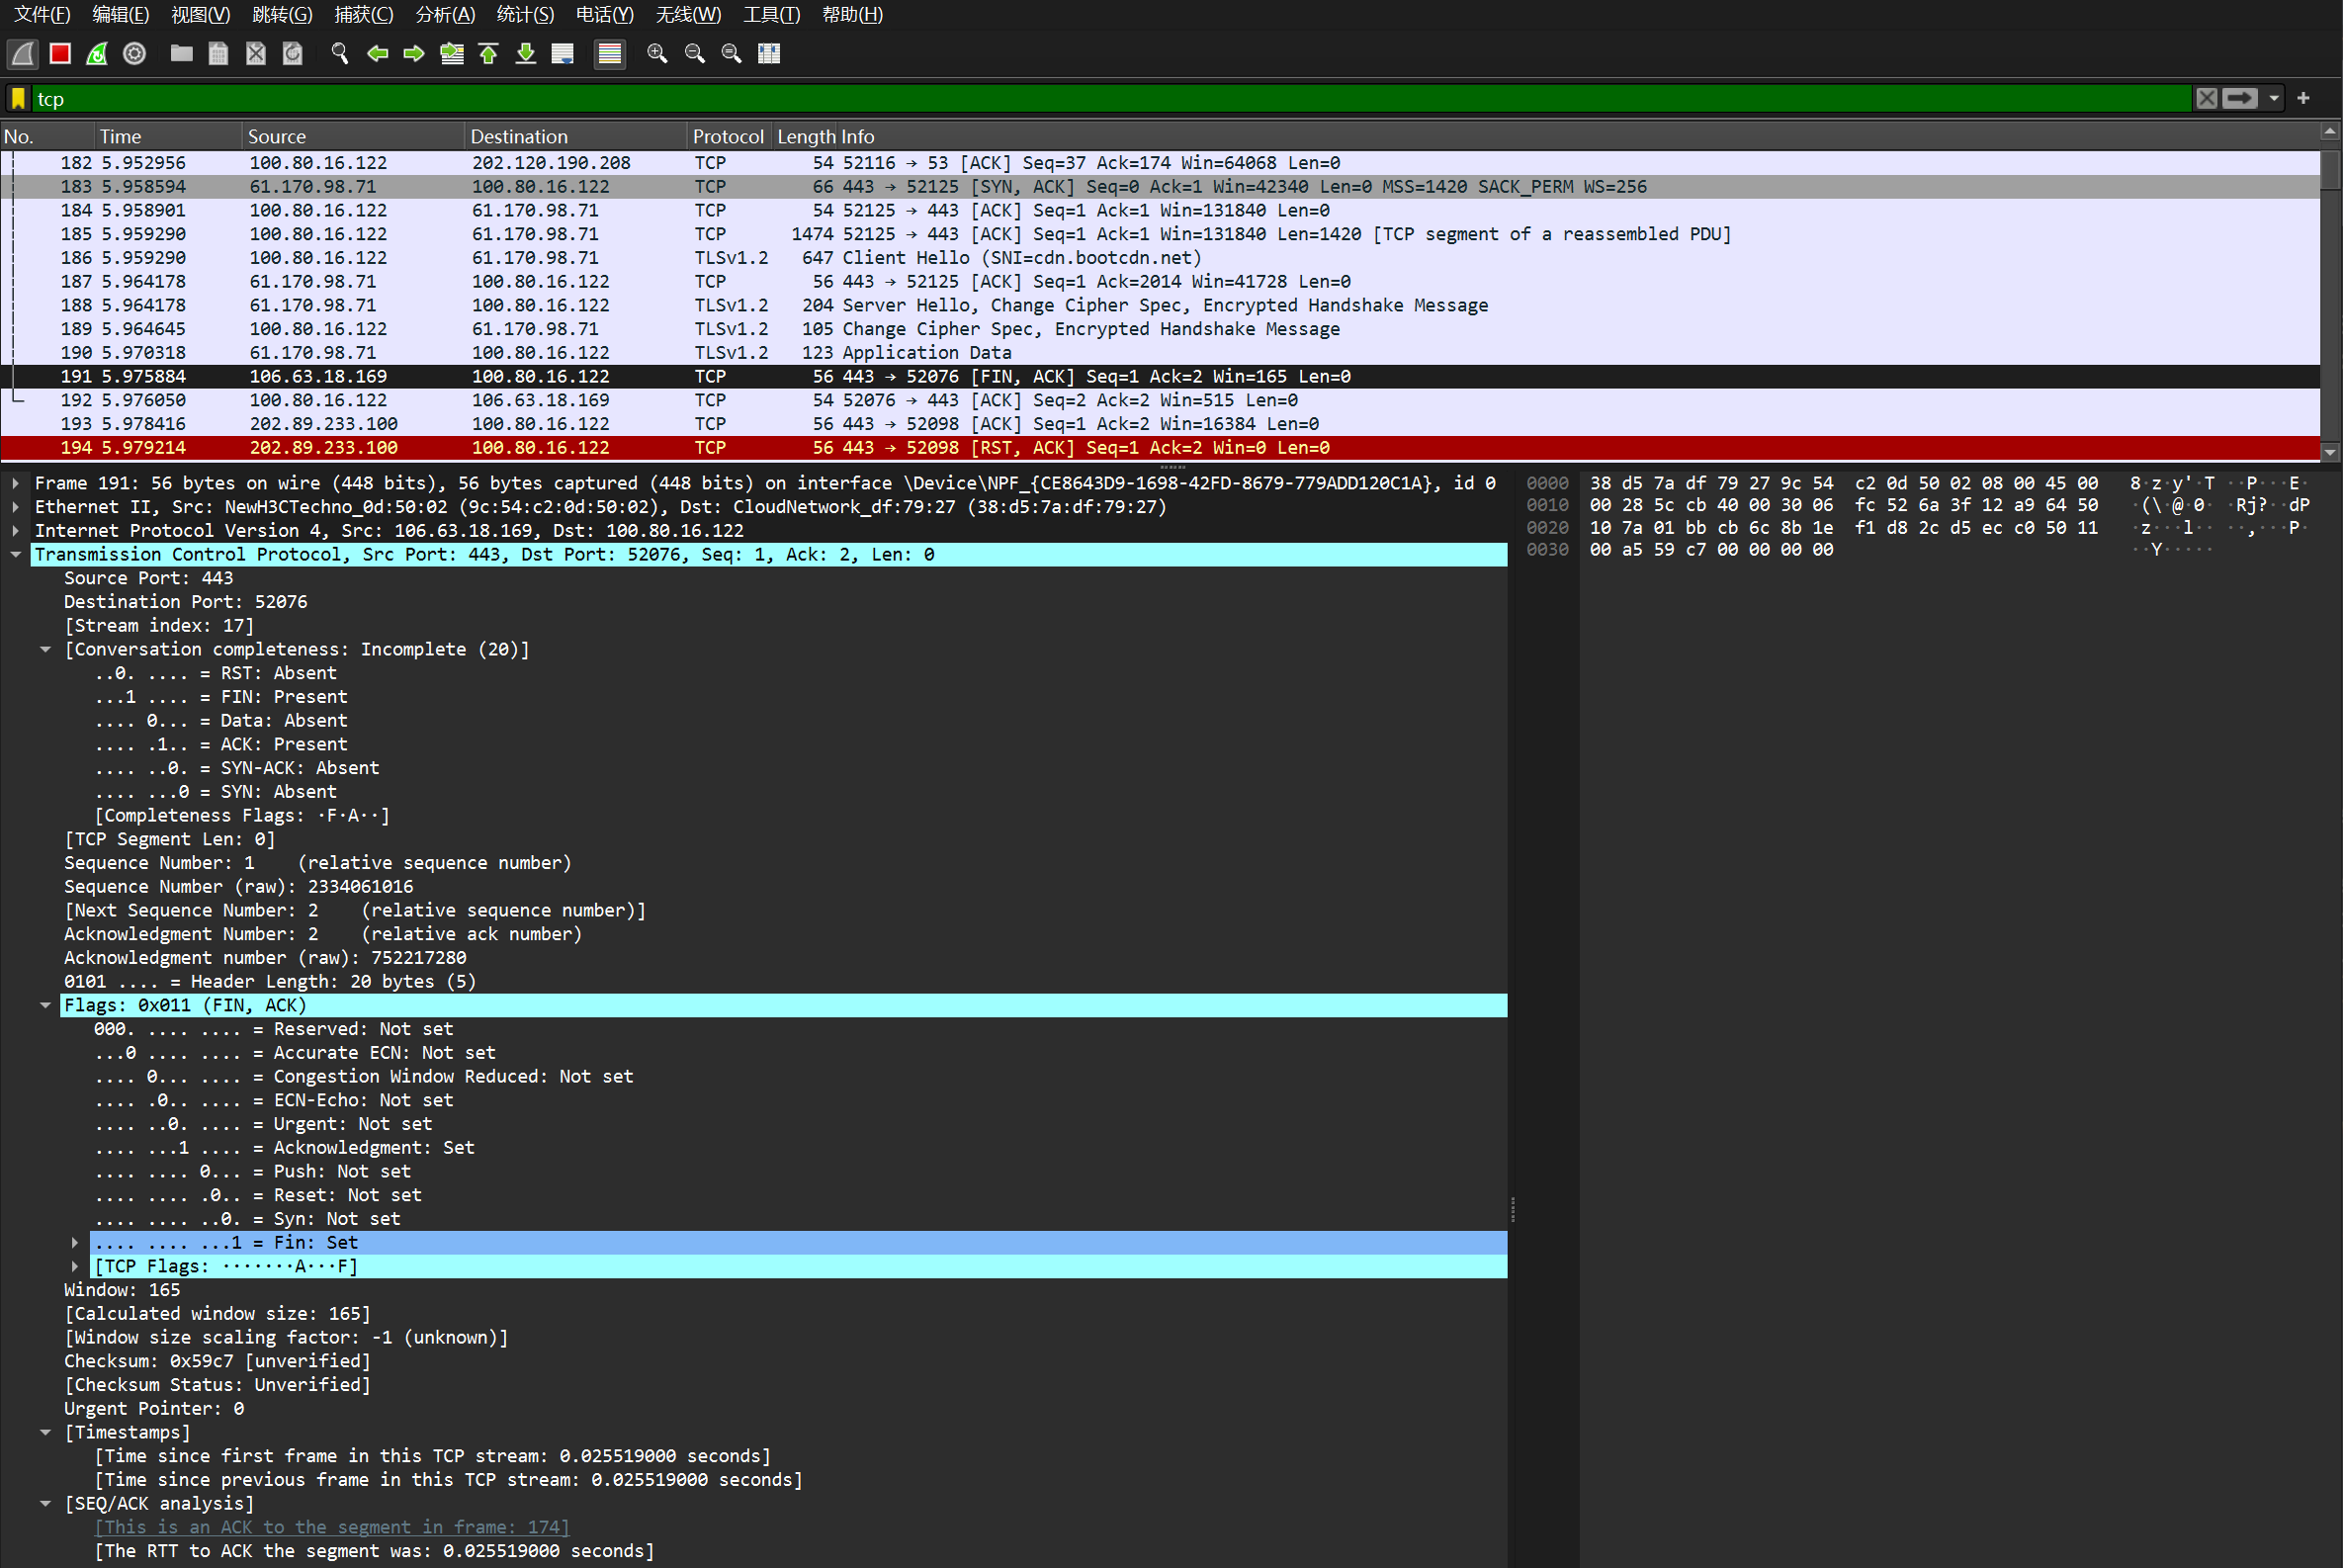 文件(F) 编辑(E) 视图(V) 跳转(G) 捕获(C) 分析(A) 统计(S) 电话(Y) 无线(W) 工具(T) 帮助(H)
tcp
No. Time Source Destination Protocol Length Info
182 5.952956 100.80.16.122 202.120.190.208 TCP 54 52116 → 53 [ACK] Seq=37 Ack=174 Win=64068 Len=0
183 5.958594 61.170.98.71 100.80.16.122 TCP 66 443 → 52125 [SYN, ACK] Seq=0 Ack=1 Win=42340 Len=0 MSS=1420 SACK_PERM WS=256
184 5.958901 100.80.16.122 61.170.98.71 TCP 54 52125 → 443 [ACK] Seq=1 Ack=1 Win=131840 Len=0
185 5.959290 100.80.16.122 61.170.98.71 TCP 1474 52125 → 443 [ACK] Seq=1 Ack=1 Win=131840 Len=1420 [TCP segment of a reassembled PDU]
186 5.959290 100.80.16.122 61.170.98.71 TLSv1.2 647 Client Hello (SNI=cdn.bootcdn.net)
187 5.964178 61.170.98.71 100.80.16.122 TCP 56 443 → 52125 [ACK] Seq=1 Ack=2014 Win=41728 Len=0
188 5.964178 61.170.98.71 100.80.16.122 TLSv1.2 204 Server Hello, Change Cipher Spec, Encrypted Handshake Message
189 5.964645 100.80.16.122 61.170.98.71 TLSv1.2 105 Change Cipher Spec, Encrypted Handshake Message
190 5.970318 61.170.98.71 100.80.16.122 TLSv1.2 123 Application Data
191 5.975884 106.63.18.169 100.80.16.122 TCP 56 443 → 52076 [FIN, ACK] Seq=1 Ack=2 Win=165 Len=0
192 5.976050 100.80.16.122 106.63.18.169 TCP 54 52076 → 443 [ACK] Seq=2 Ack=2 Win=515 Len=0
193 5.978416 202.89.233.100 100.80.16.122 TCP 56 443 → 52098 [ACK] Seq=1 Ack=2 Win=16384 Len=0
194 5.979214 202.89.233.100 100.80.16.122 TCP 56 443 → 52098 [RST, ACK] Seq=1 Ack=2 Win=0 Len=0
Frame 191: 56 bytes on wire (448 bits), 56 bytes captured (448 bits) on interface \Device\NPF_{CE8643D9-1698-42FD-8679-779ADD120C1A}, id 0
Ethernet II, Src: NewH3CTechno_0d:50:02 (9c:54:c2:0d:50:02), Dst: CloudNetwork_df:79:27 (38:d5:7a:df:79:27)
Internet Protocol Version 4, Src: 106.63.18.169, Dst: 100.80.16.122
Transmission Control Protocol, Src Port: 443, Dst Port: 52076, Seq: 1, Ack: 2, Len: 0
Source Port: 443
Destination Port: 52076
[Stream index: 17]
[Conversation completeness: Incomplete (20)]
..0. .... = RST: Absent
...1 .... = FIN: Present
.... 0... = Data: Absent
.... .1.. = ACK: Present
.... ..0. = SYN-ACK: Absent
.... ...0 = SYN: Absent
[Completeness Flags: ·F·A··]
[TCP Segment Len: 0]
Sequence Number: 1    (relative sequence number)
Sequence Number (raw): 2334061016
[Next Sequence Number: 2    (relative sequence number)]
Acknowledgment Number: 2    (relative ack number)
Acknowledgment number (raw): 752217280
0101 .... = Header Length: 20 bytes (5)
Flags: 0x011 (FIN, ACK)
000. .... .... = Reserved: Not set
...0 .... .... = Accurate ECN: Not set
.... 0... .... = Congestion Window Reduced: Not set
.... .0.. .... = ECN-Echo: Not set
.... ..0. .... = Urgent: Not set
.... ...1 .... = Acknowledgment: Set
.... .... 0... = Push: Not set
.... .... .0.. = Reset: Not set
.... .... ..0. = Syn: Not set
.... .... ...1 = Fin: Set
[TCP Flags: ·······A···F]
Window: 165
[Calculated window size: 165]
[Window size scaling factor: -1 (unknown)]
Checksum: 0x59c7 [unverified]
[Checksum Status: Unverified]
Urgent Pointer: 0
[Timestamps]
[Time since first frame in this TCP stream: 0.025519000 seconds]
[Time since previous frame in this TCP stream: 0.025519000 seconds]
[SEQ/ACK analysis]
[This is an ACK to the segment in frame: 174]
[The RTT to ACK the segment was: 0.025519000 seconds]
0000 38 d5 7a df 79 27 9c 54 c2 0d 50 02 08 00 45 00 8·z·y'·T ··P···E·
0010 00 28 5c cb 40 00 30 06 fc 52 6a 3f 12 a9 64 50 ·(\·@·0· ·Rj?··dP
0020 10 7a 01 bb cb 6c 8b 1e f1 d8 2c d5 ec c0 50 11 ·z···l·· ··,···P·
0030 00 a5 59 c7 00 00 00 00 ··Y·····